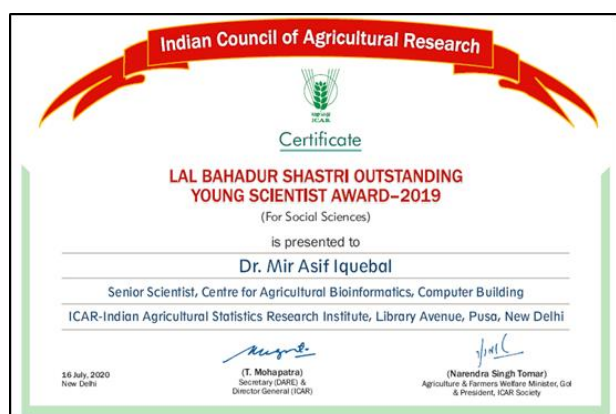 Indian Council of Agricultural Research
ICAR
Certificate
LAL BAHADUR SHASTRI OUTSTANDING
YOUNG SCIENTIST AWARD–2019
(For Social Sciences)
is presented to
Dr. Mir Asif Iquebal
Senior Scientist, Centre for Agricultural Bioinformatics, Computer Building
ICAR-Indian Agricultural Statistics Research Institute, Library Avenue, Pusa, New Delhi
16 July, 2020
New Delhi
(T. Mohapatra)
Secretary (DARE) &
Director General (ICAR)
(Narendra Singh Tomar)
Agriculture & Farmers Welfare Minister, GoI
& President, ICAR Society